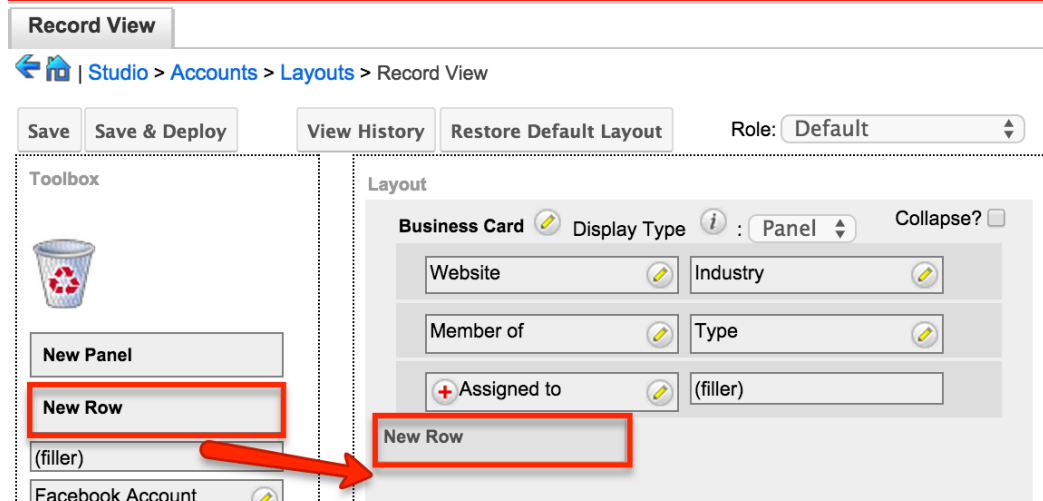 Record View
| Studio > Accounts > Layouts > Record View
Save Save & Deploy View History Restore Default Layout Role: Default
Toolbox
Layout
Business Card Display Type i : Panel Collapse?
Website Industry
Member of Type
Assigned to (filler)
New Row
New Panel
New Row
(filler)
Facebook Account